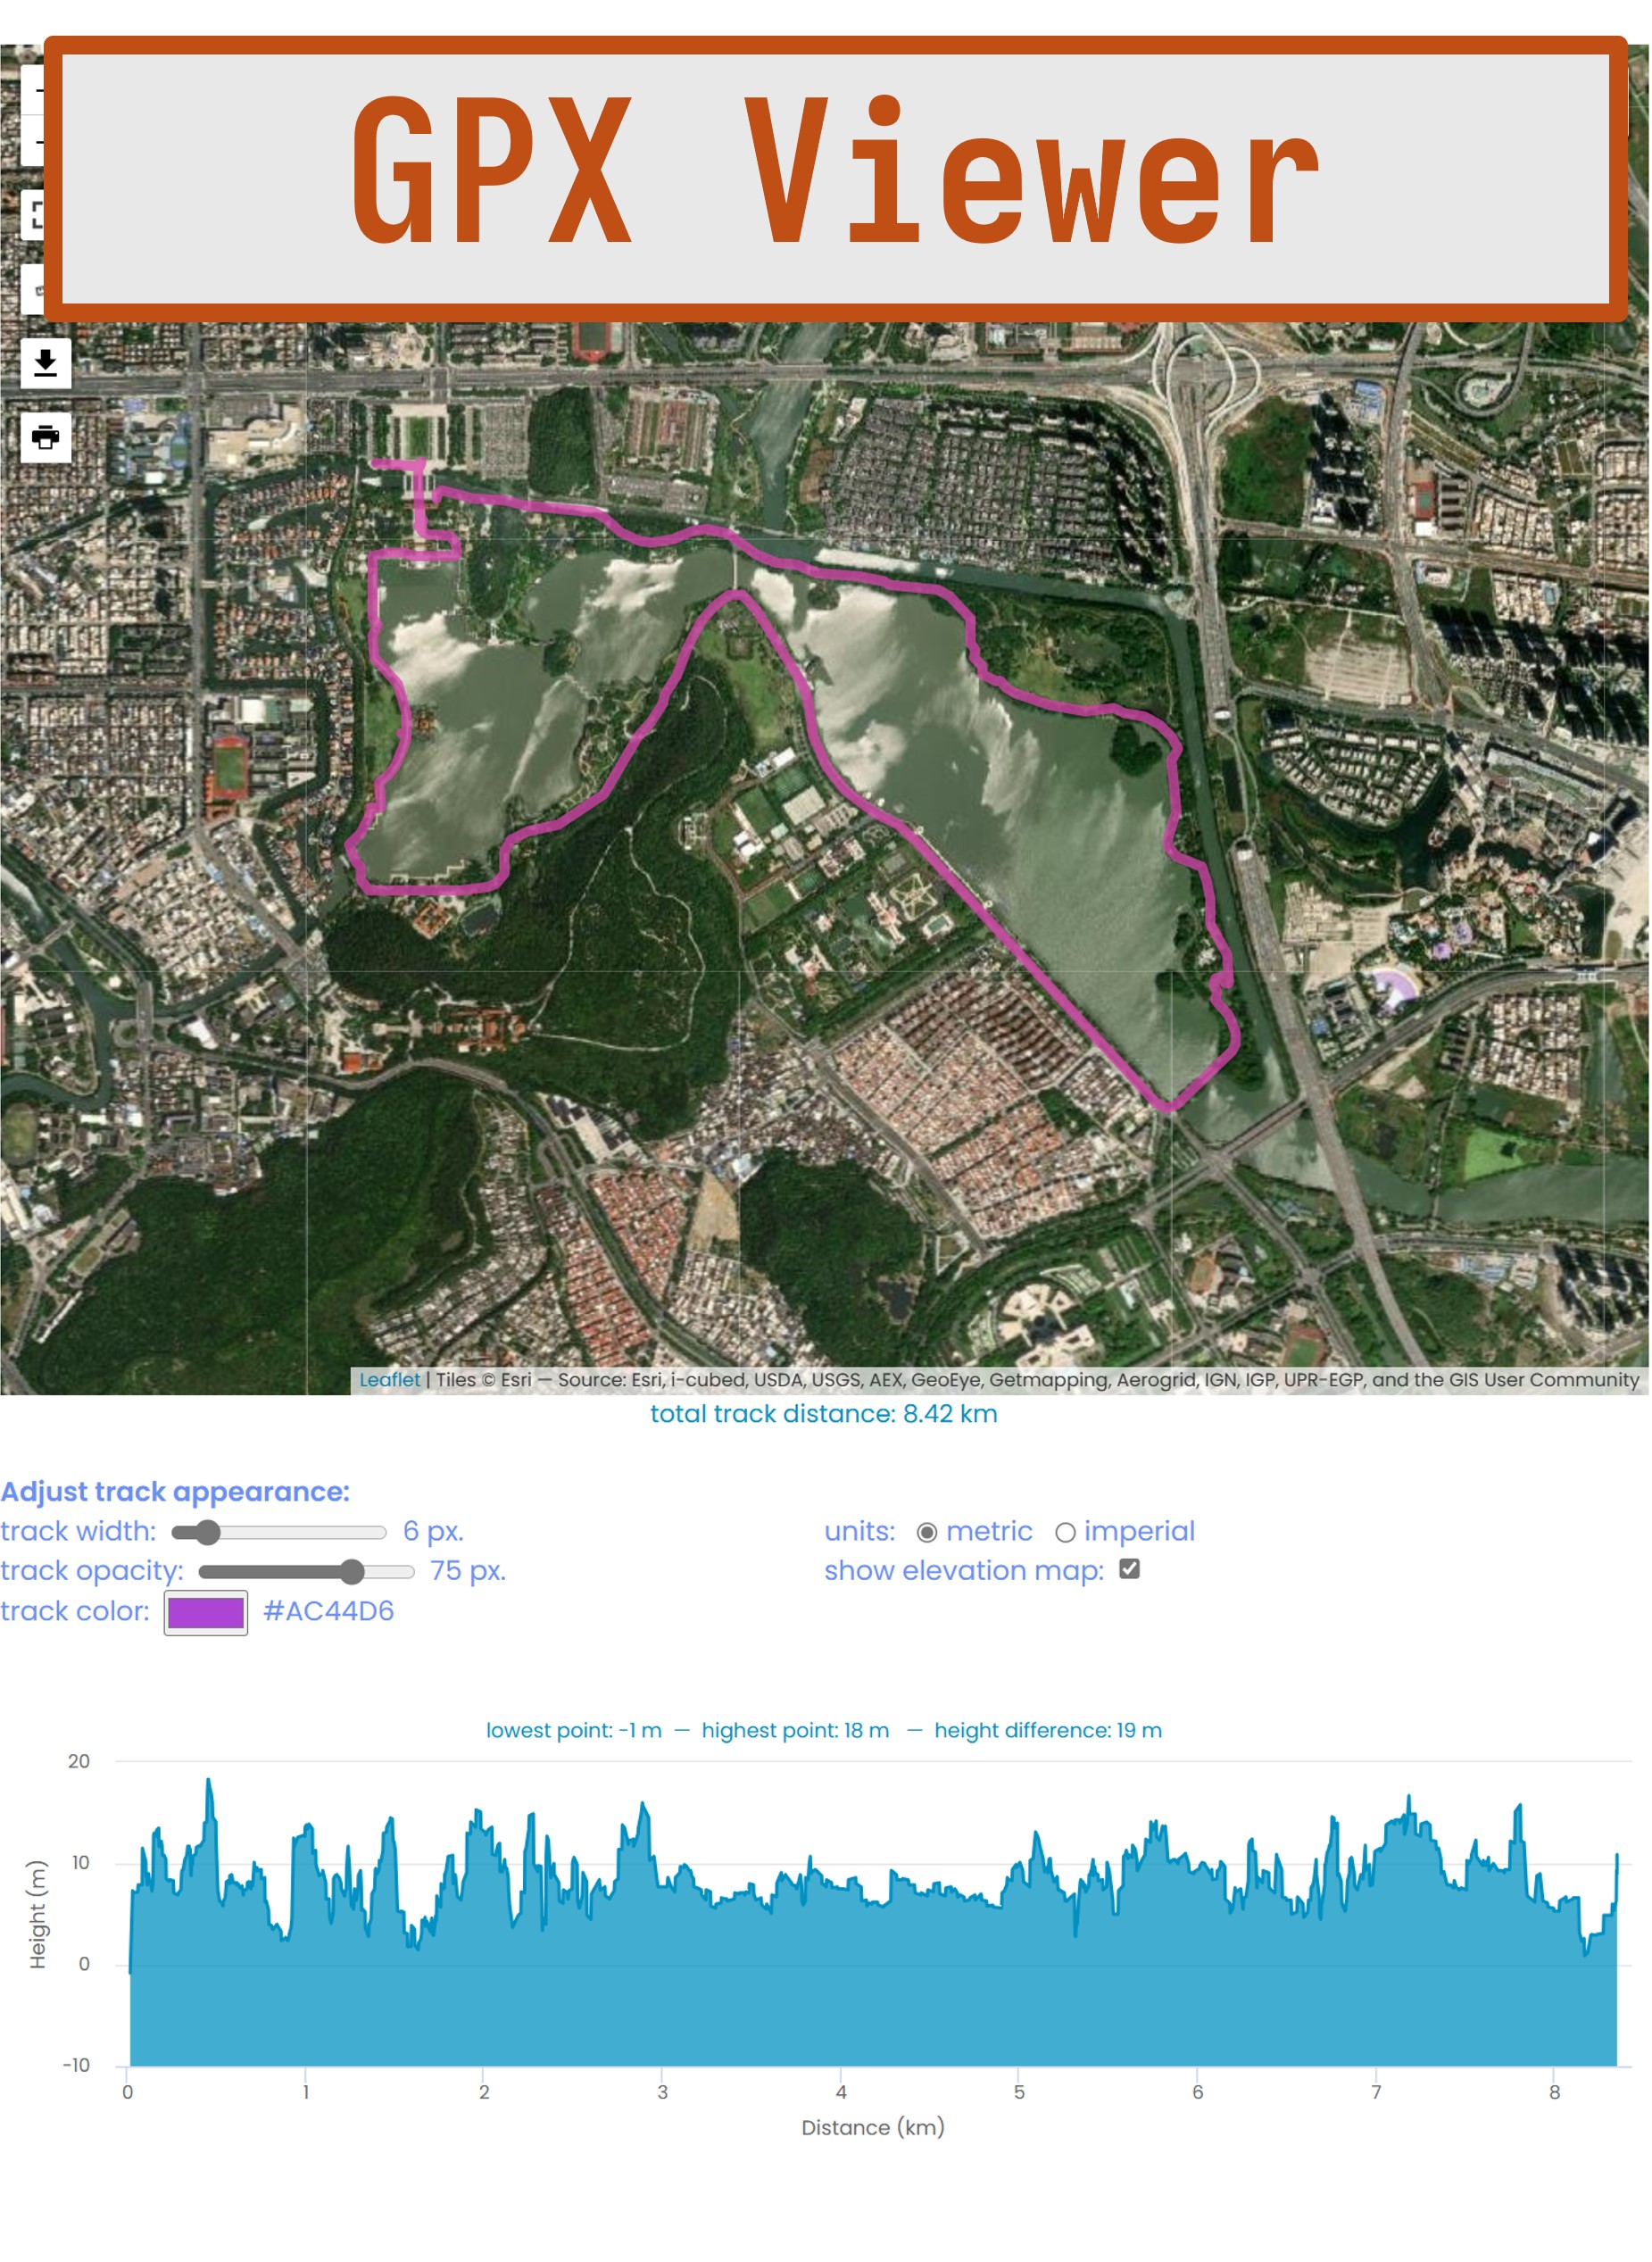 GPX Viewer
Leaflet | Tiles © Esri — Source: Esri, i-cubed, USDA, USGS, AEX, GeoEye, Getmapping, Aerogrid, IGN, IGP, UPR-EGP, and the GIS User Community
total track distance: 8.42 km
Adjust track appearance:
track width: 6 px.
track opacity: 75 px.
track color: #AC44D6
units: metric imperial
show elevation map:
lowest point: -1 m — highest point: 18 m — height difference: 19 m
Height (m)
20
10
0
-10
0 1 2 3 4 5 6 7 8
Distance (km)